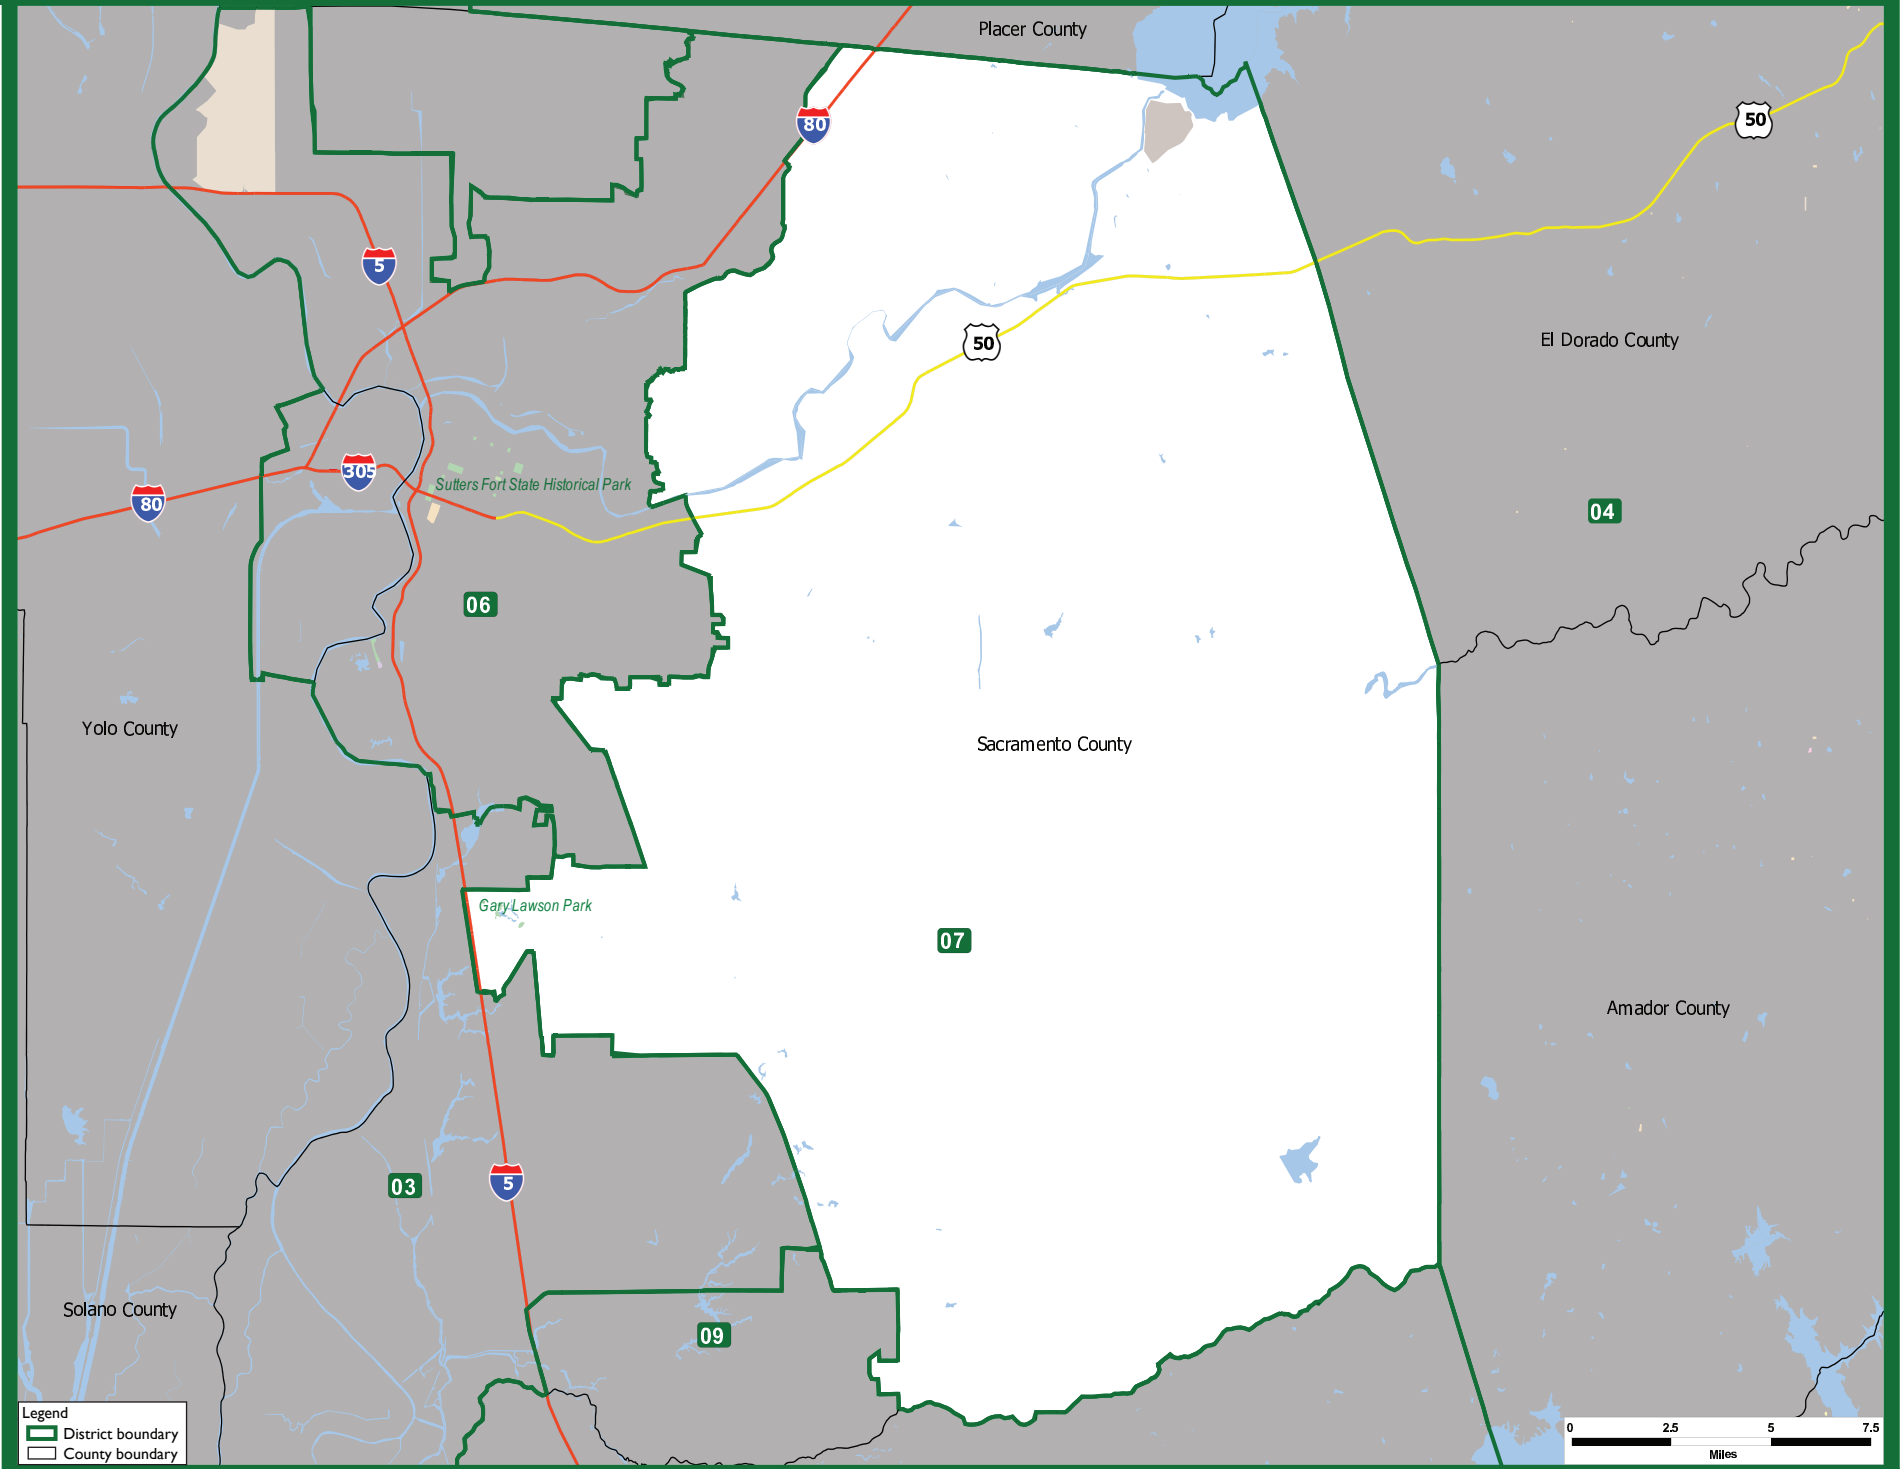 Placer County
80
50
5
50
El Dorado County
305
80
Sutters Fort State Historical Park
04
06
Yolo County
Sacramento County
Gary Lawson Park
07
Amador County
03
5
Solano County
09
Legend
District boundary
County boundary
0 2.5 5 7.5
Miles